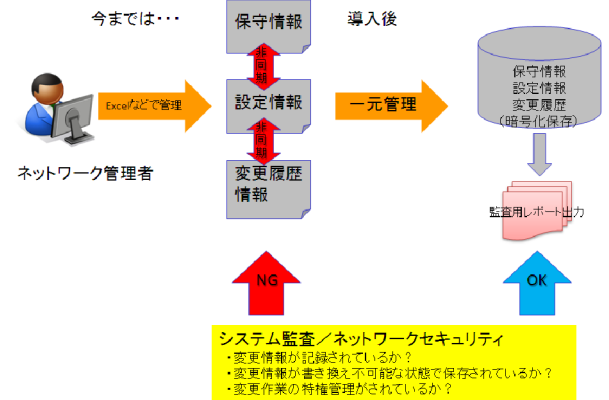 今までは・・・
導入後
保守情報
非同期
設定情報
非同期
変更履歴
情報
Excelなどで管理
一元管理
ネットワーク管理者
保守情報
設定情報
変更履歴
(暗号化保存)
監査用レポート出力
NG
OK
システム監査/ネットワークセキュリティ
・変更情報が記録されているか?
・変更情報が書き換え不可能な状態で保存されているか?
・変更作業の特権管理がされているか?